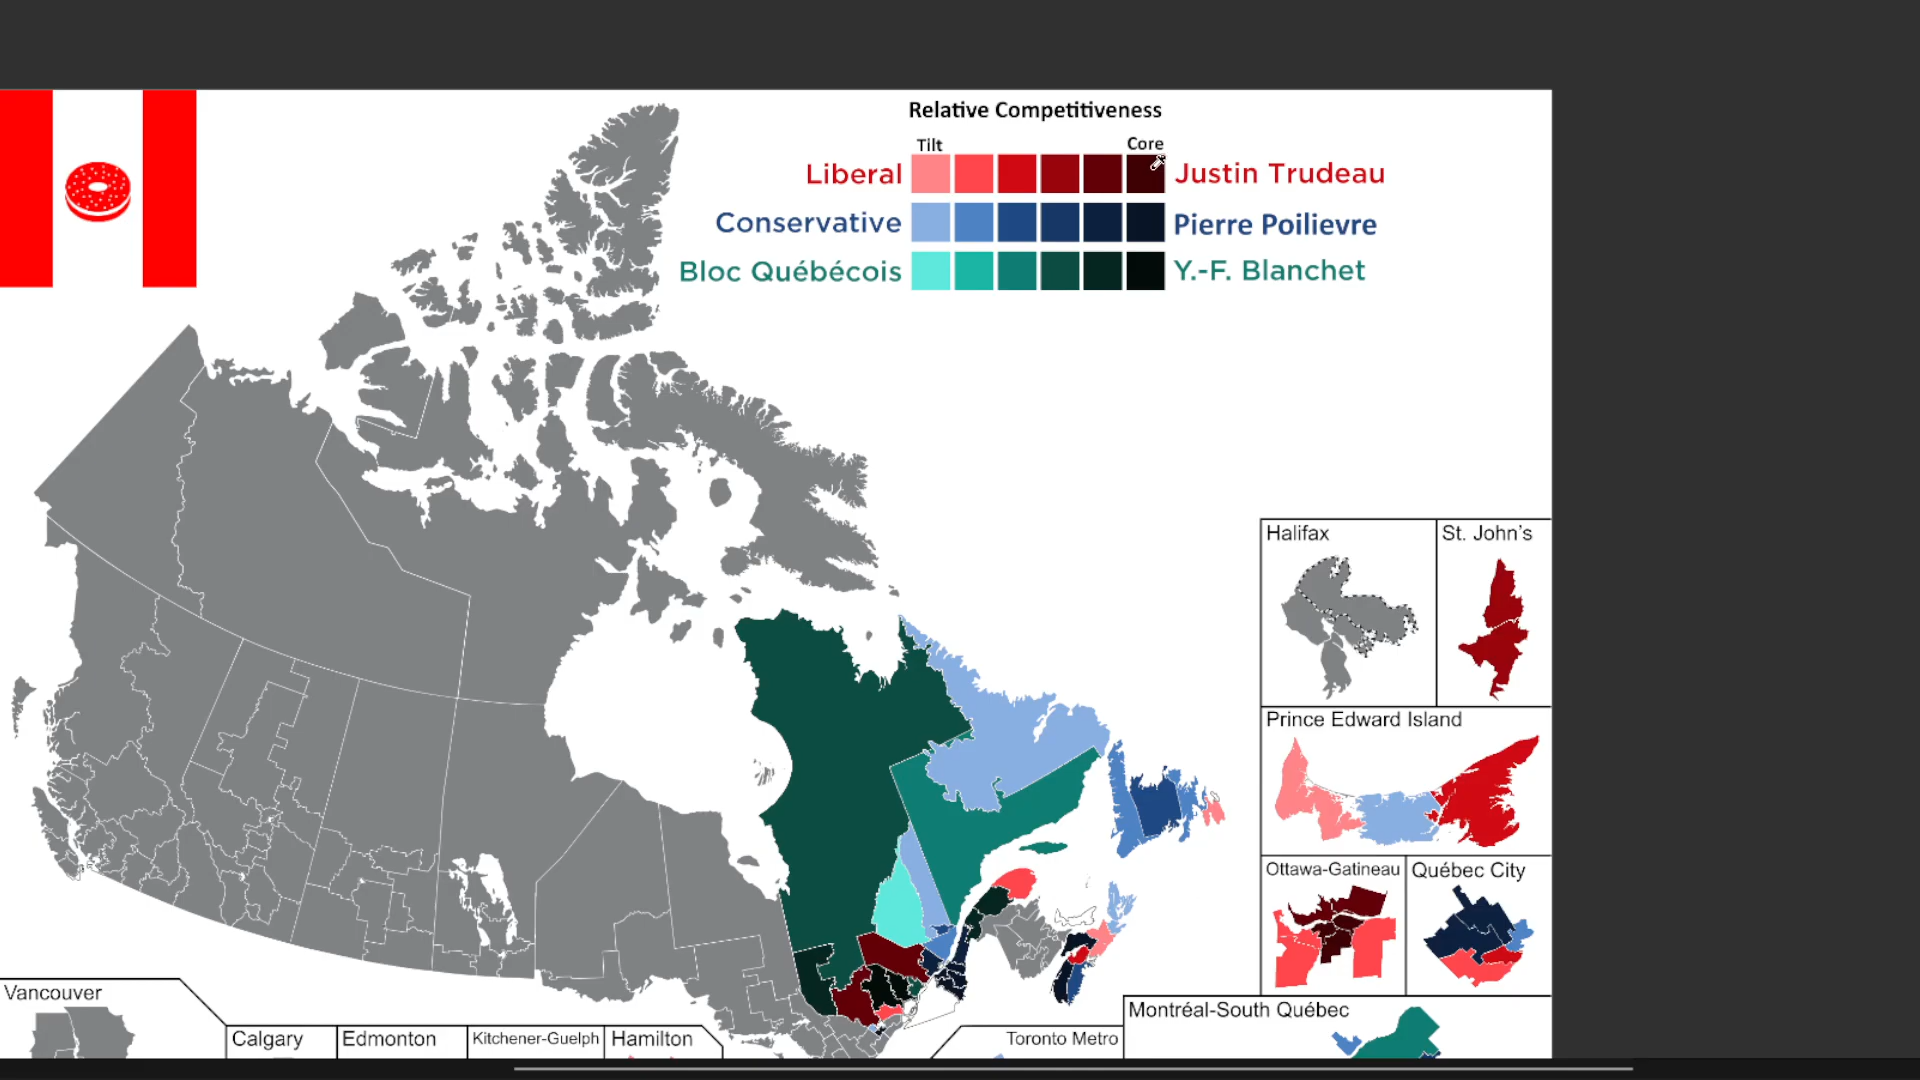 Relative Competitiveness
Tilt Core
Liberal Justin Trudeau
Conservative Pierre Poilievre
Bloc Québécois Y.-F. Blanchet
Halifax St. John's
Prince Edward Island
Ottawa-Gatineau Québec City
Vancouver
Montréal-South Québec
Calgary Edmonton Kitchener-Guelph Hamilton Toronto Metro